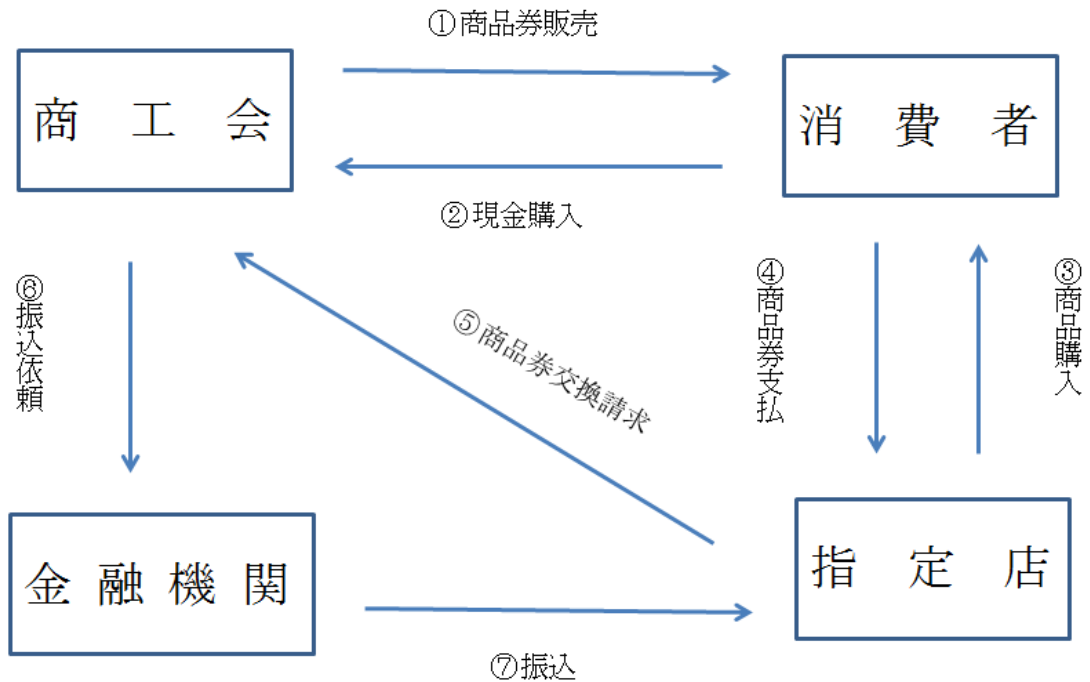 ①商品券販売
商工会
消費者
②現金購入
⑥振込依頼
⑤商品券交換請求
④商品券支払
③商品購入
金融機関
指定店
⑦振込